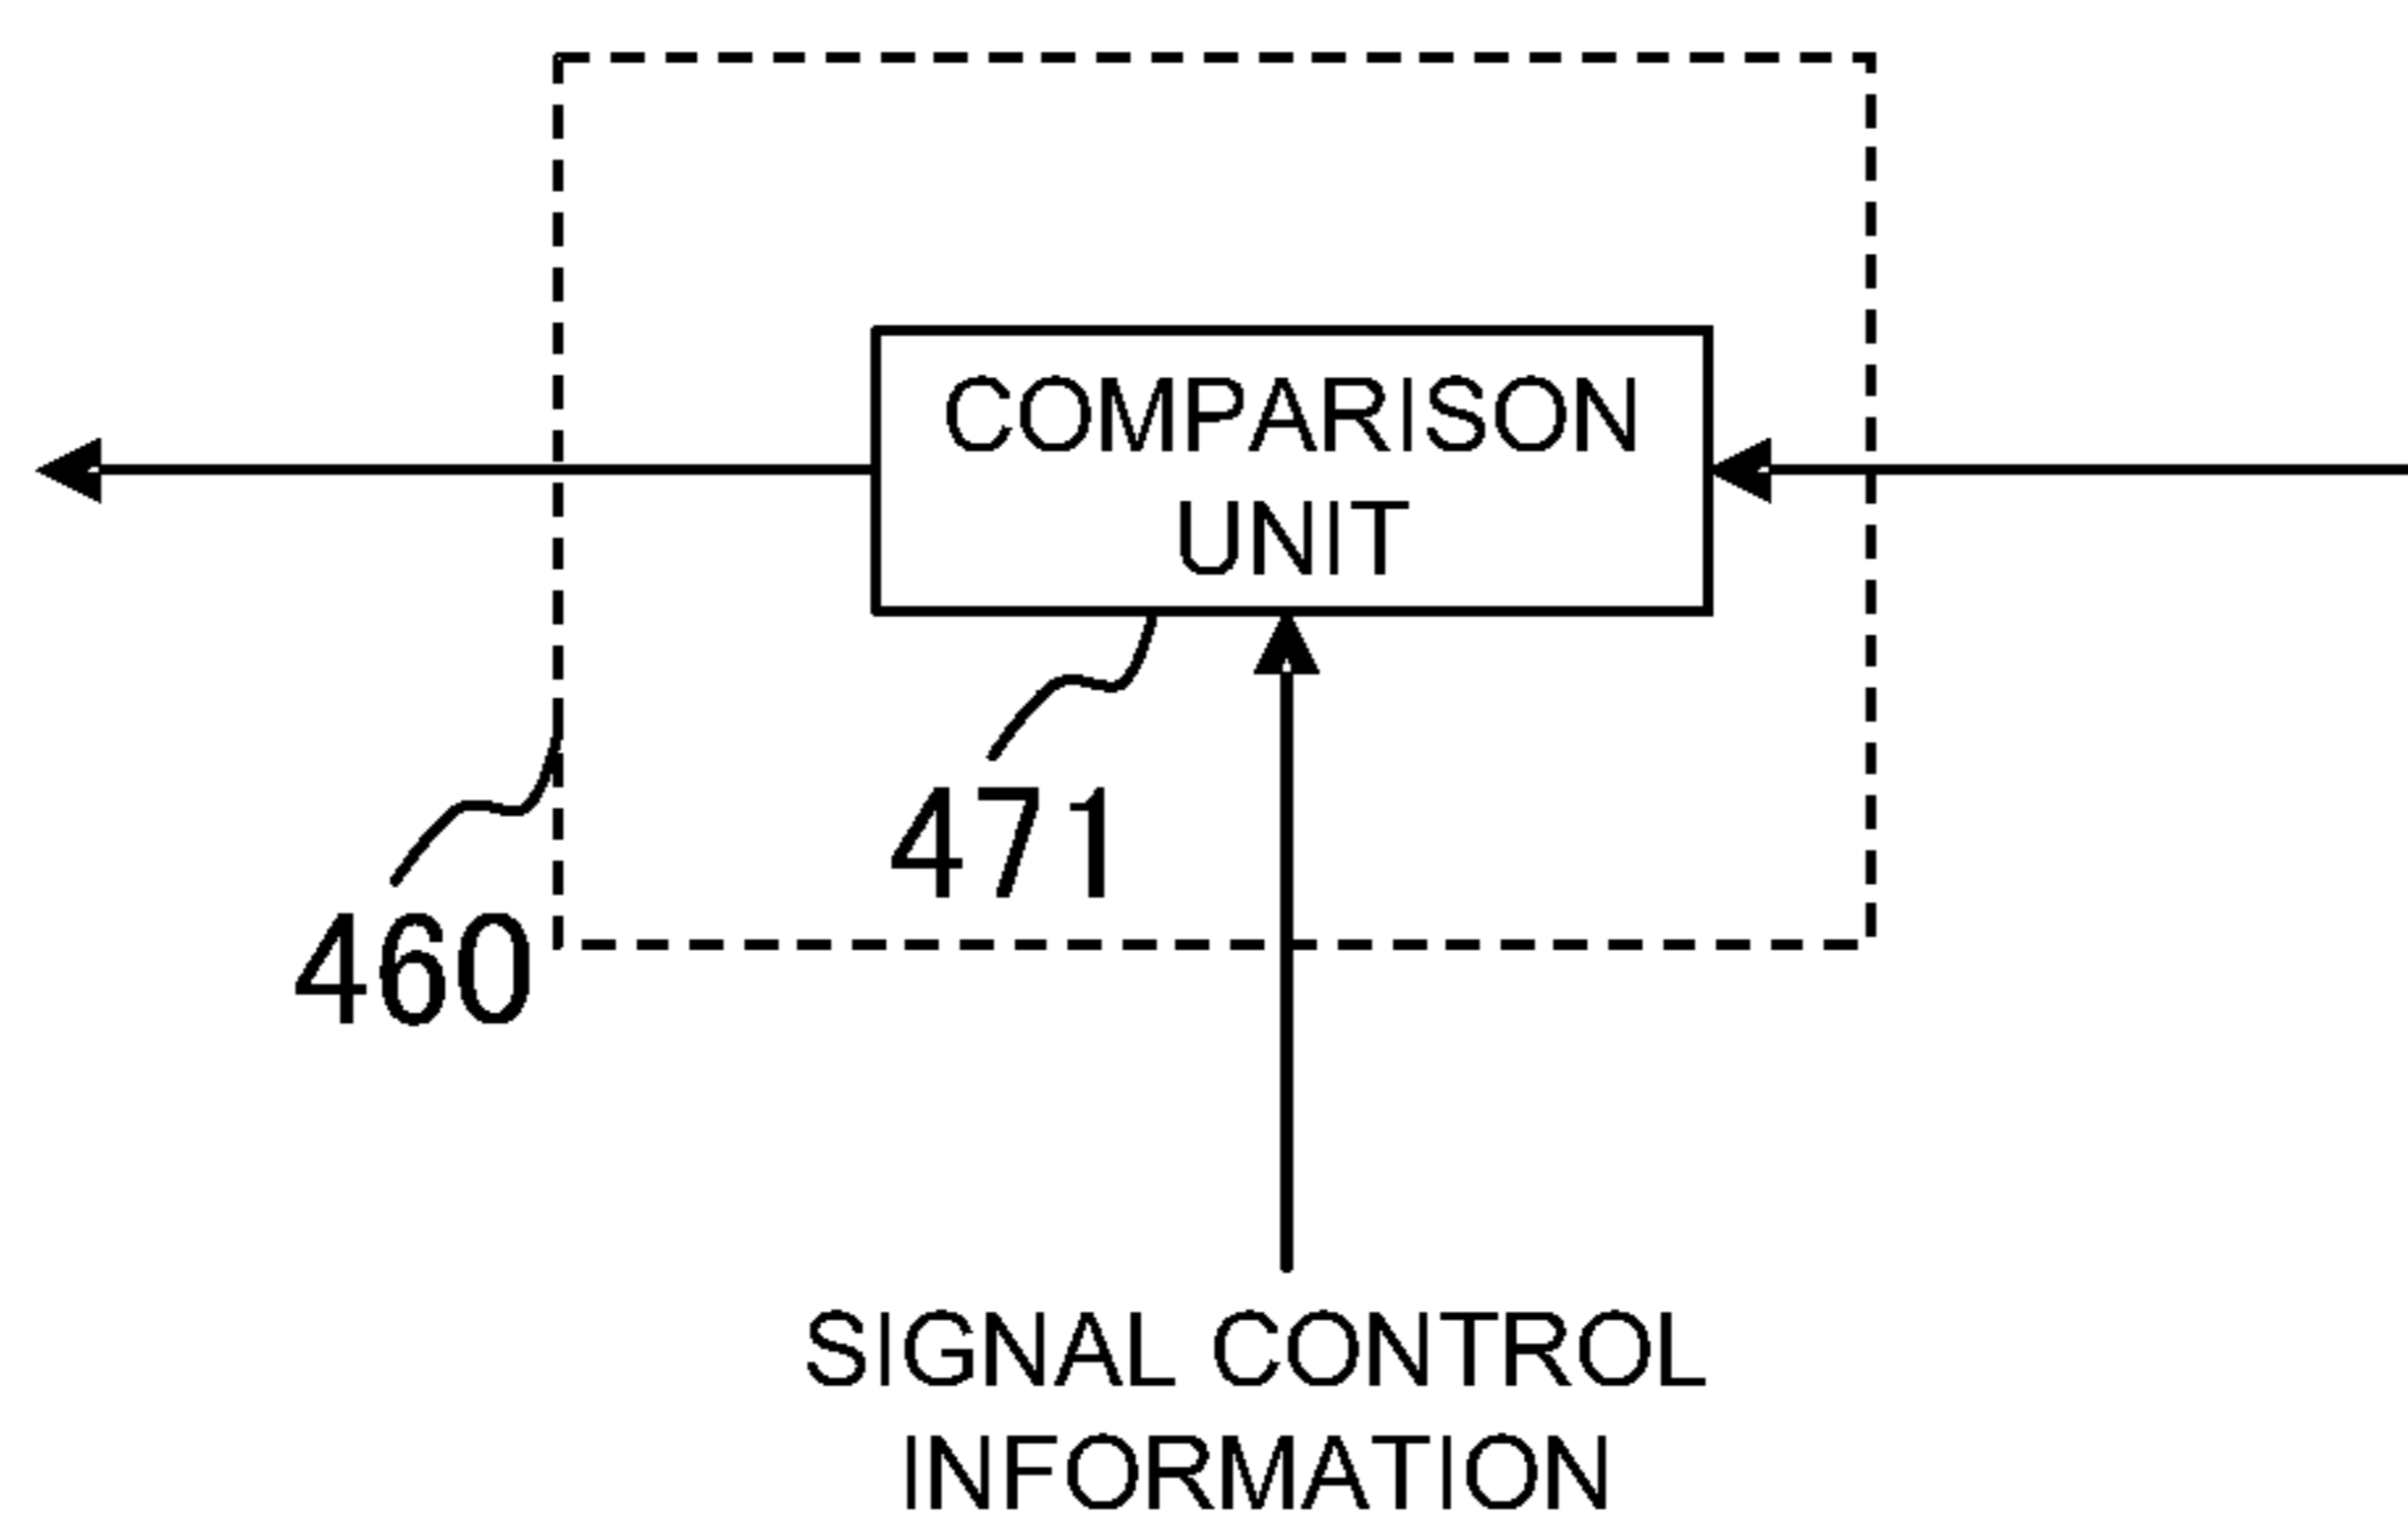 COMPARISON
UNIT
471
460
SIGNAL CONTROL
INFORMATION